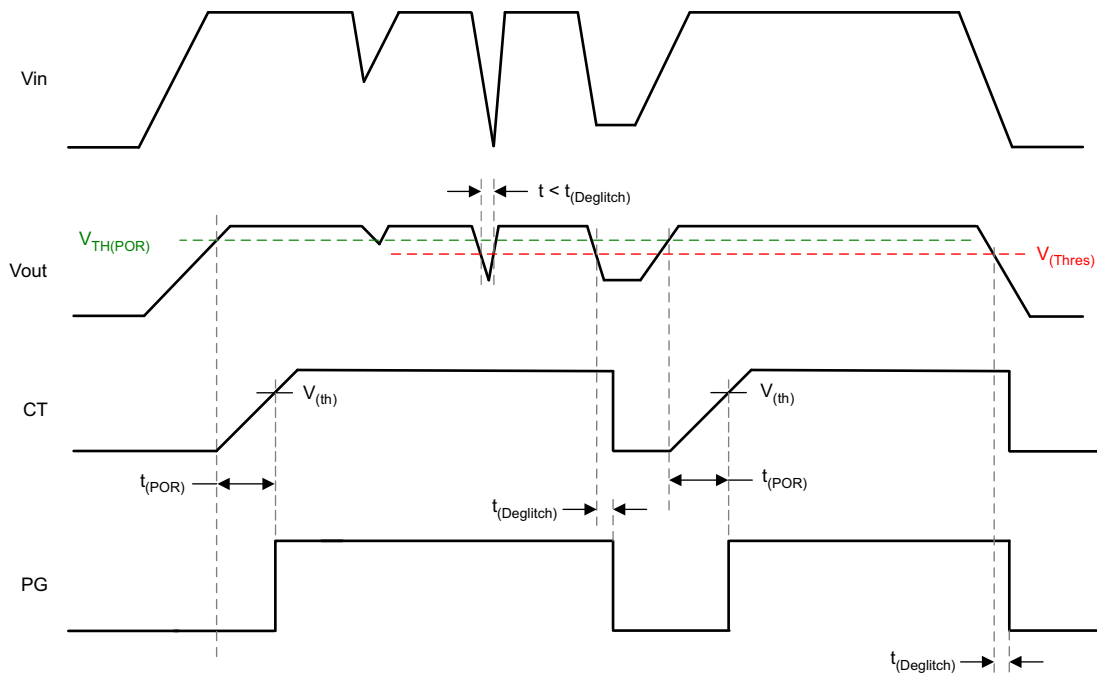 Vin
t < t(Deglitch)
VTH(POR)
V(Thres)
Vout
V(th)
V(th)
CT
t(POR)
t(POR)
t(Deglitch)
PG
t(Deglitch)